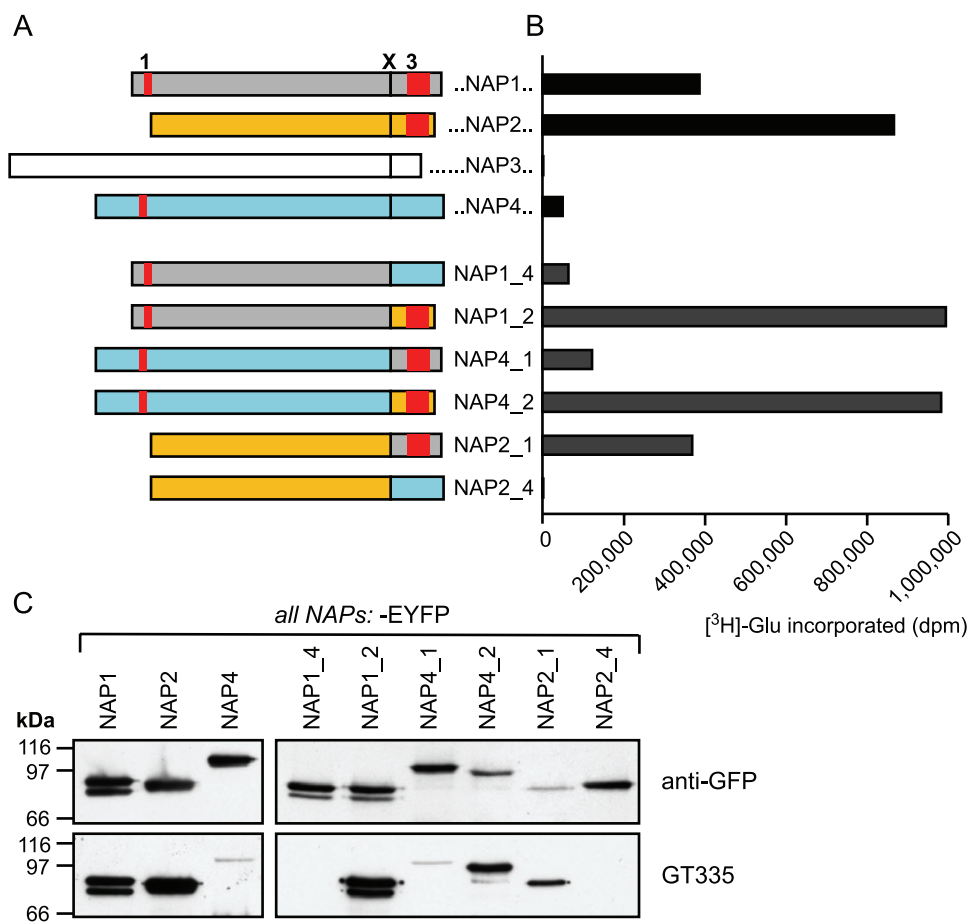 A
B
1 X 3
..NAP1..
...NAP2..
......NAP3..
..NAP4..
NAP1_4
NAP1_2
NAP4_1
NAP4_2
NAP2_1
NAP2_4
0 200,000 400,000 600,000 800,000 1,000,000
[³H]-Glu incorporated (dpm)
C
all NAPs: -EYFP
NAP1 NAP2 NAP4 NAP1_4 NAP1_2 NAP4_1 NAP4_2 NAP2_1 NAP2_4
kDa
116
97
66
anti-GFP
116
97
66
GT335